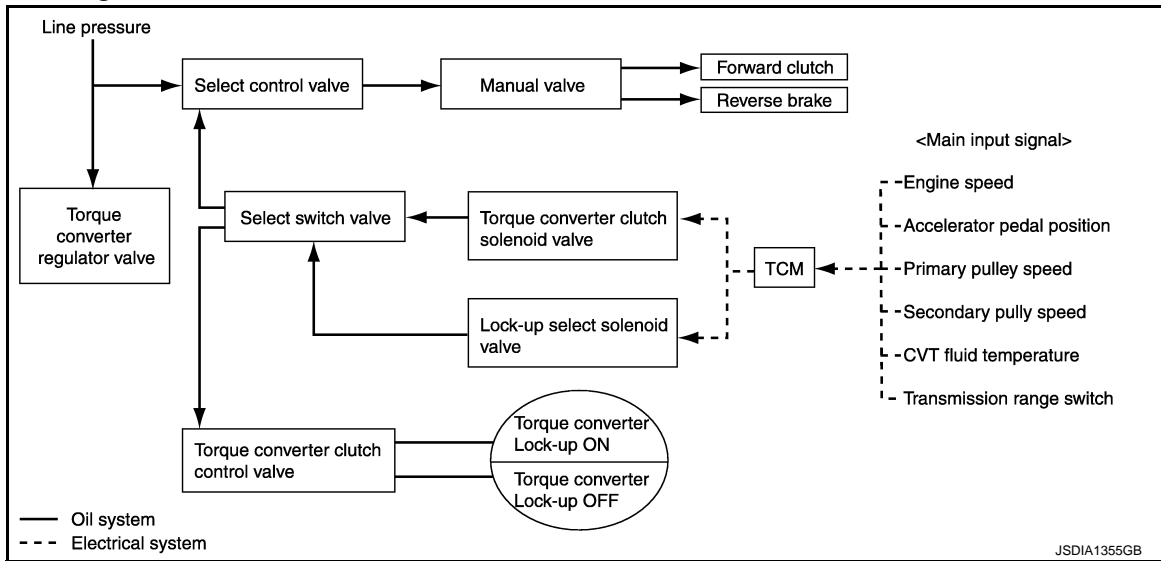 Line pressure
Select control valve
Manual valve
Forward clutch
Reverse brake
<Main input signal>
Torque
converter
regulator valve
Select switch valve
Torque converter clutch
solenoid valve
TCM
Engine speed
Accelerator pedal position
Primary pulley speed
Secondary pully speed
CVT fluid temperature
Transmission range switch
Lock-up select solenoid
valve
Torque converter clutch
control valve
Torque converter
Lock-up ON
Torque converter
Lock-up OFF
Oil system
Electrical system
JSDIA1355GB